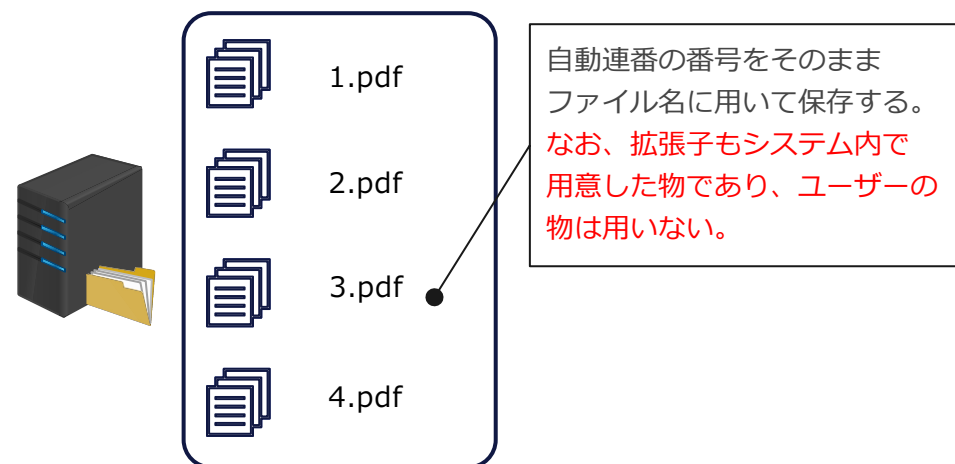 1.pdf
2.pdf
3.pdf
4.pdf
自動連番の番号をそのまま
ファイル名に用いて保存する。
なお、拡張子もシステム内で
用意した物であり、ユーザーの
物は用いない。